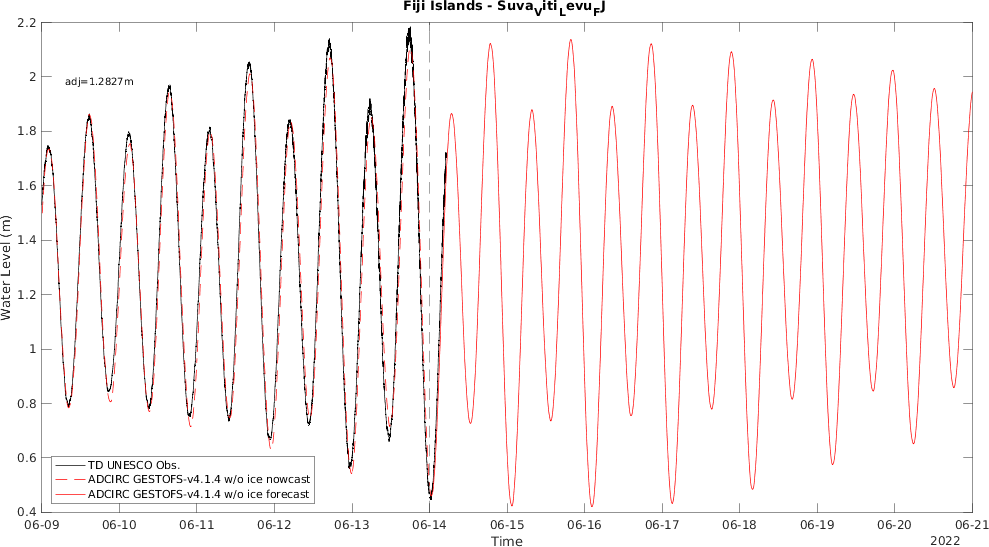 Fiji Islands - SuvaVitiLevuFJ
2.2
2
adj=1.2827m
1.8
1.6
1.4
Water Level (m)
1.2
1
0.8
0.6
0.4
TD UNESCO Obs.
ADCIRC GESTOFS-v4.1.4 w/o ice nowcast
ADCIRC GESTOFS-v4.1.4 w/o ice forecast
06-09 06-10 06-11 06-12 06-13 06-14 06-15 06-16 06-17 06-18 06-19 06-20 06-21
Time
2022